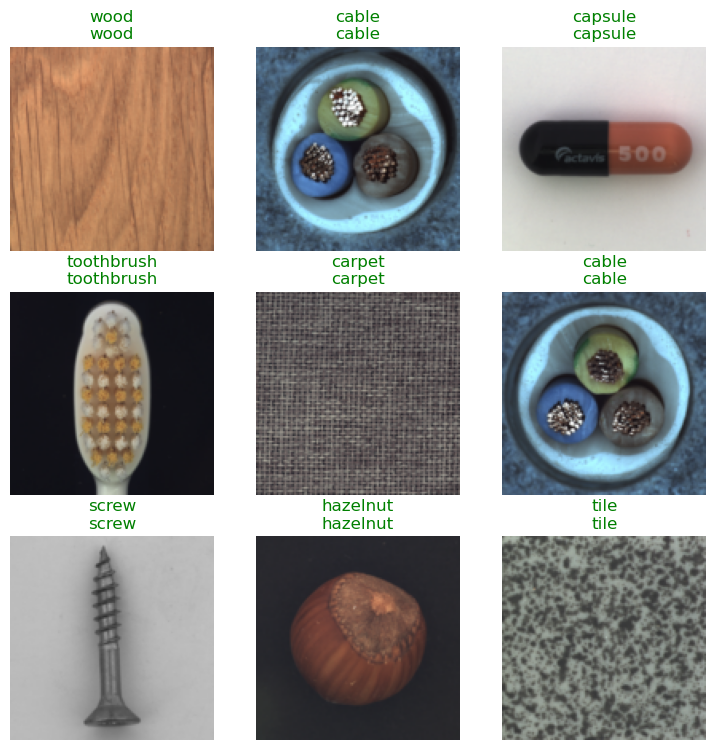 wood
wood
cable
cable
capsule
capsule
actavis
500
toothbrush
toothbrush
carpet
carpet
cable
cable
screw
screw
hazelnut
hazelnut
tile
tile